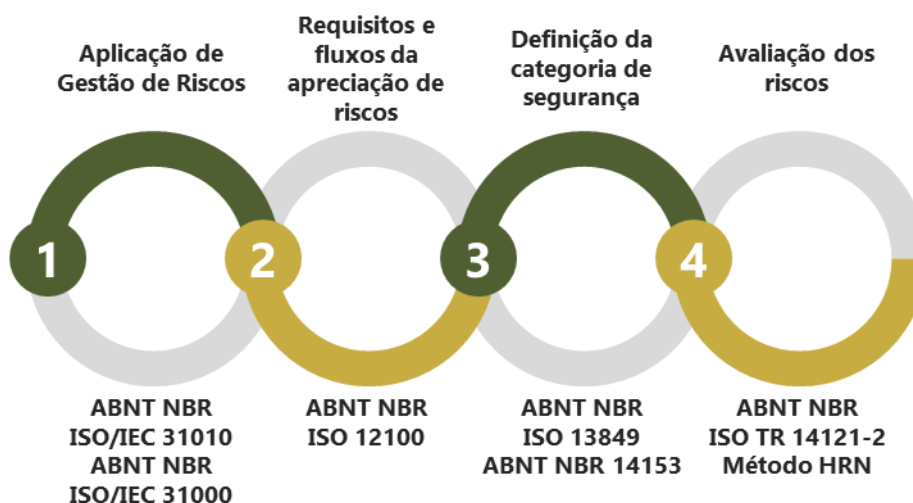 Aplicação de
Gestão de Riscos
Requisitos e
fluxos da
apreciação de
riscos
Definição da
categoria de
segurança
Avaliação dos
riscos
1
2
3
4
ABNT NBR
ISO/IEC 31010
ABNT NBR
ISO/IEC 31000
ABNT NBR
ISO 12100
ABNT NBR
ISO 13849
ABNT NBR 14153
ABNT NBR
ISO TR 14121-2
Método HRN